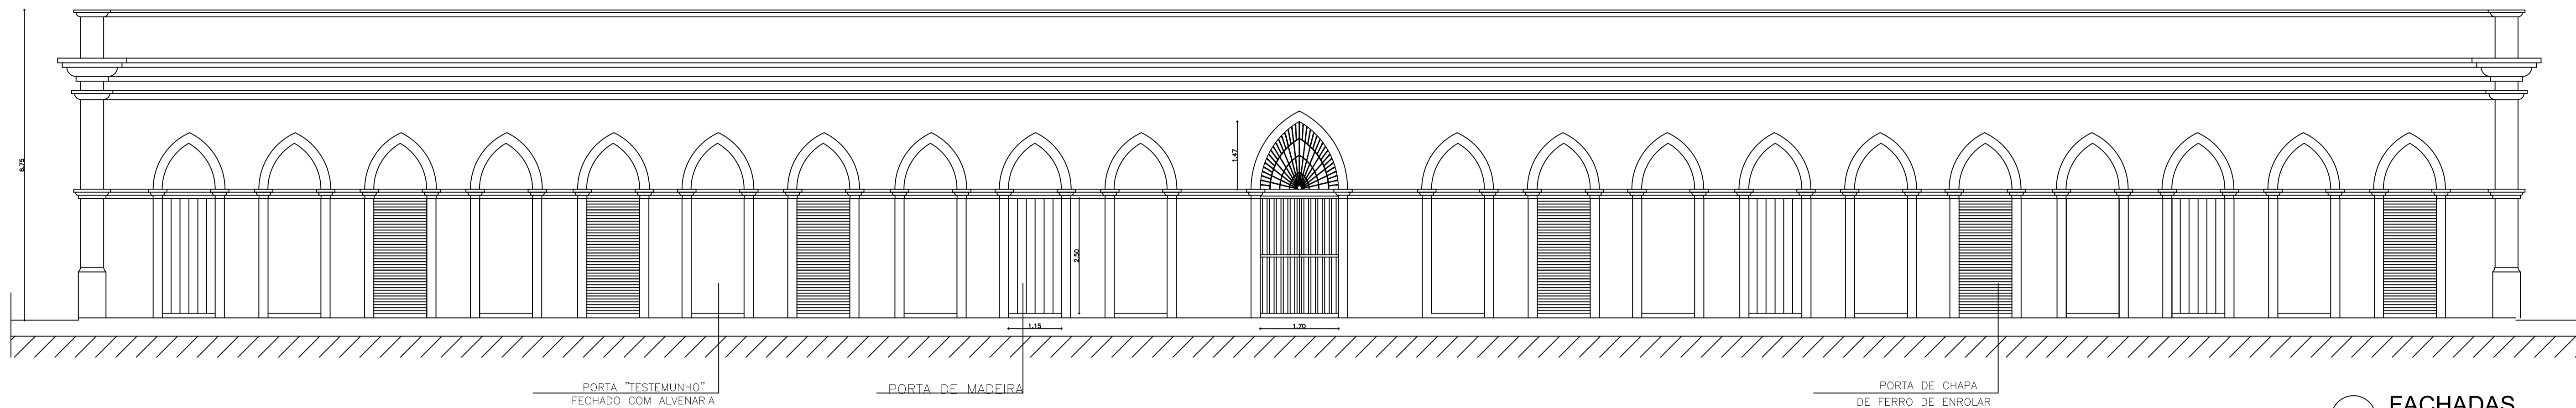 6.75
1.47
2.50
1.15
1.70
PORTA "TESTEMUNHO"
FECHADO COM ALVENARIA
PORTA DE MADEIRA
PORTA DE CHAPA
DE FERRO DE ENROLAR
FACHADAS